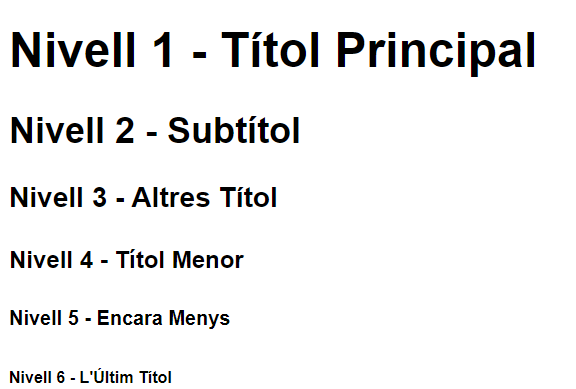 Nivell 1 - Títol Principal
Nivell 2 - Subtítol
Nivell 3 - Altres Títol
Nivell 4 - Títol Menor
Nivell 5 - Encara Menys
Nivell 6 - L'Últim Títol